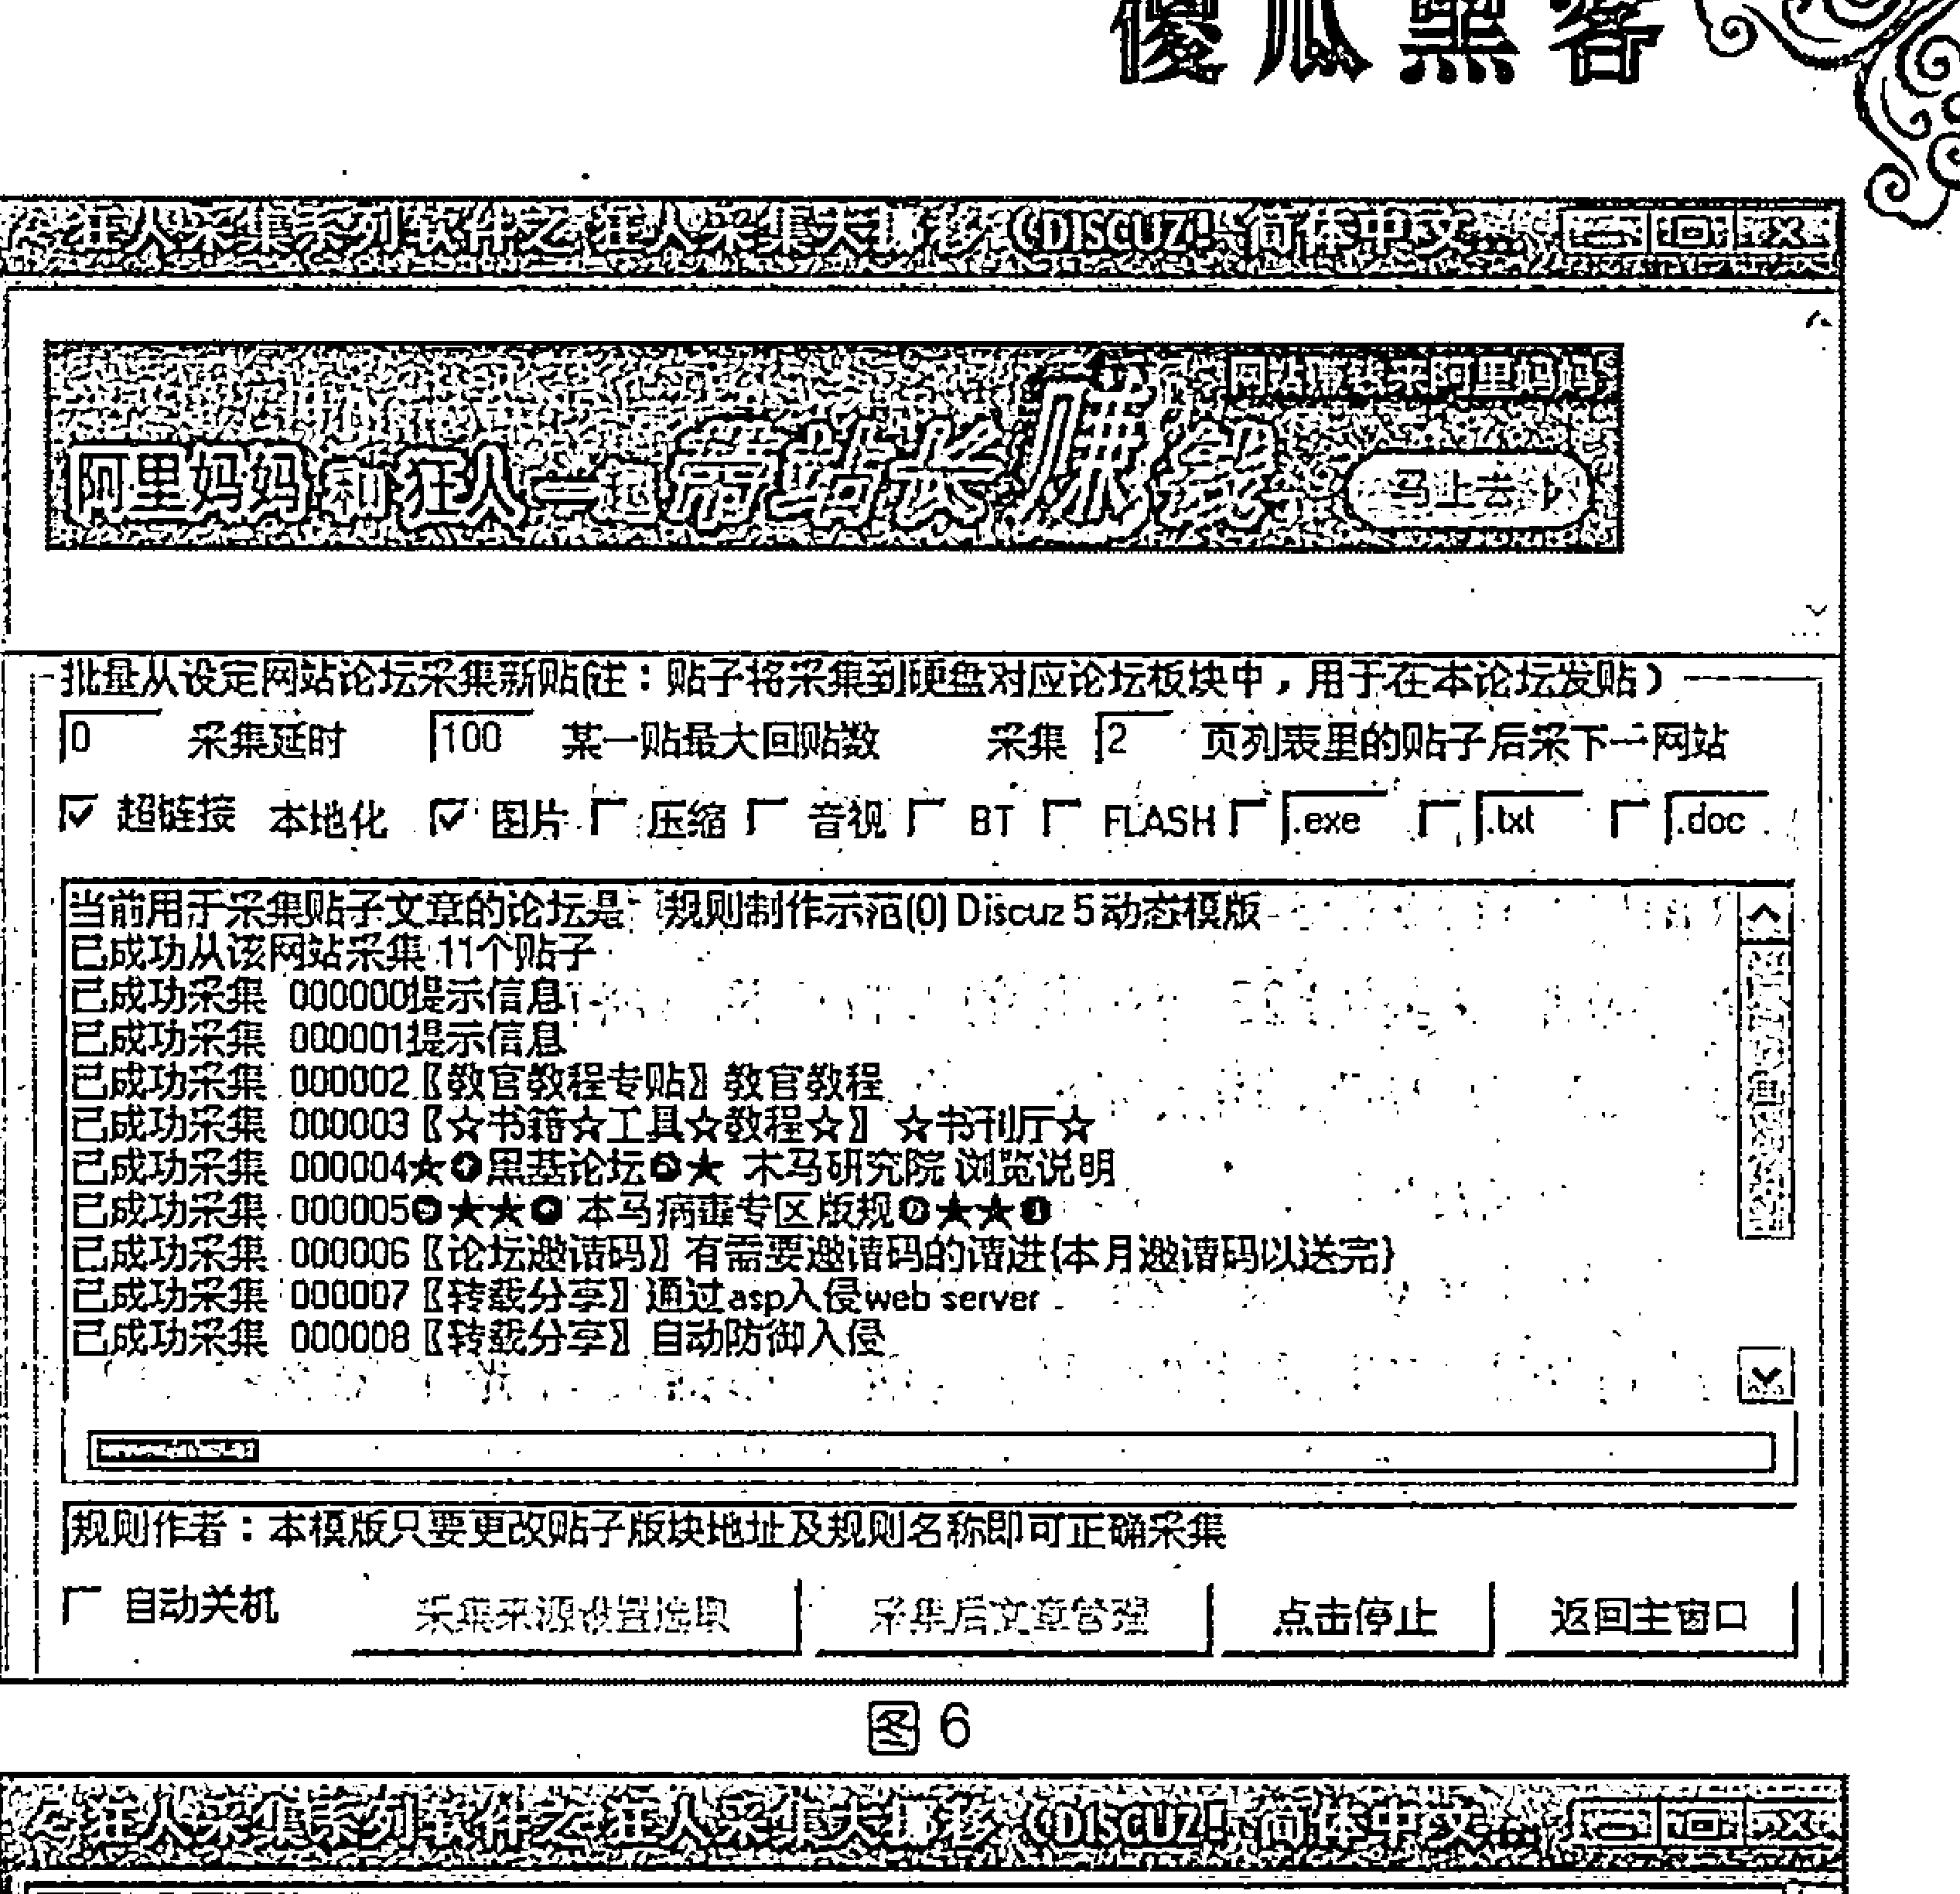 傻瓜黑客
狂人采集系列软件之狂人采集大挪移(DISCUZ! 简体中文
网站赚钱来阿里妈妈
阿里妈妈和狂人一起帮站长赚钱
马上去
批量从设定网站论坛采集新贴(注：贴子将采集到硬盘对应论坛板块中，用于在本论坛发贴)
0 采集延时 100 某一贴最大回贴数 采集 2 页列表里的贴子后采下一网站
超链接 本地化 图片 压缩 音视 BT FLASH .exe .txt .doc
当前用于采集贴子文章的论坛是: 规则制作示范(0) Discuz 5 动态模版
已成功从该网站采集 11个贴子
已成功采集 000000提示信息
已成功采集 000001提示信息
已成功采集 000002〖教官教程专贴〗教官教程
已成功采集 000003〖☆书籍☆工具☆教程☆〗 ☆书刊厅☆
已成功采集 000004★黑基论坛★ 木马研究院 浏览说明
已成功采集 000005★★ 木马病毒专区版规★★
已成功采集 000006〖论坛邀请码〗有需要邀请码的请进{本月邀请码以送完}
已成功采集 000007〖转载分享〗通过asp入侵web server
已成功采集 000008〖转载分享〗自动防御入侵
规则作者：本模版只要更改贴子版块地址及规则名称即可正确采集
自动关机 采集来源设置选取 采集后文章管理 点击停止 返回主窗口
图 6
狂人采集系列软件之狂人采集大挪移 (DISCUZ! 简体中文